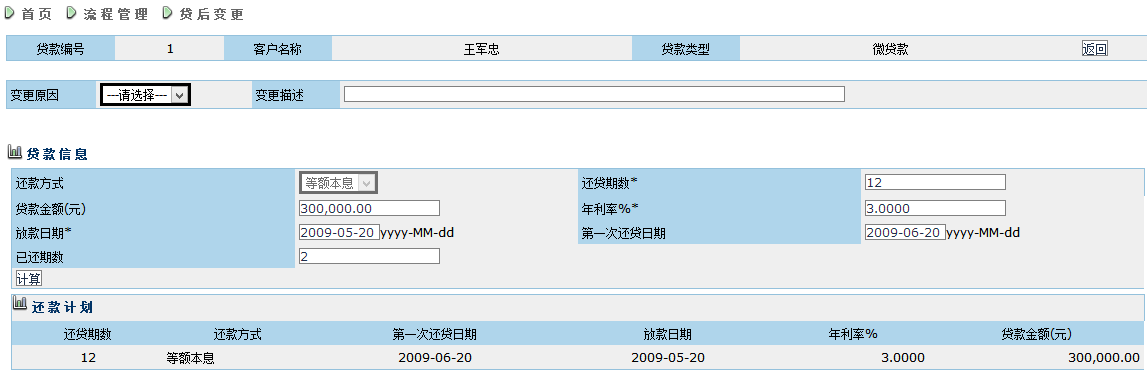 首页 流程管理 贷后变更
贷款编号 1 客户名称 王军忠 贷款类型 微贷款 返回
变更原因 ---请选择--- 变更描述
贷款信息
还款方式 等额本息 还贷期数* 12
贷款金额(元) 300,000.00 年利率%* 3.0000
放款日期* 2009-05-20 yyyy-MM-dd 第一次还贷日期 2009-06-20 yyyy-MM-dd
已还期数 2
计算
还款计划
还贷期数 还款方式 第一次还贷日期 放款日期 年利率% 贷款金额(元)
12 等额本息 2009-06-20 2009-05-20 3.0000 300,000.00